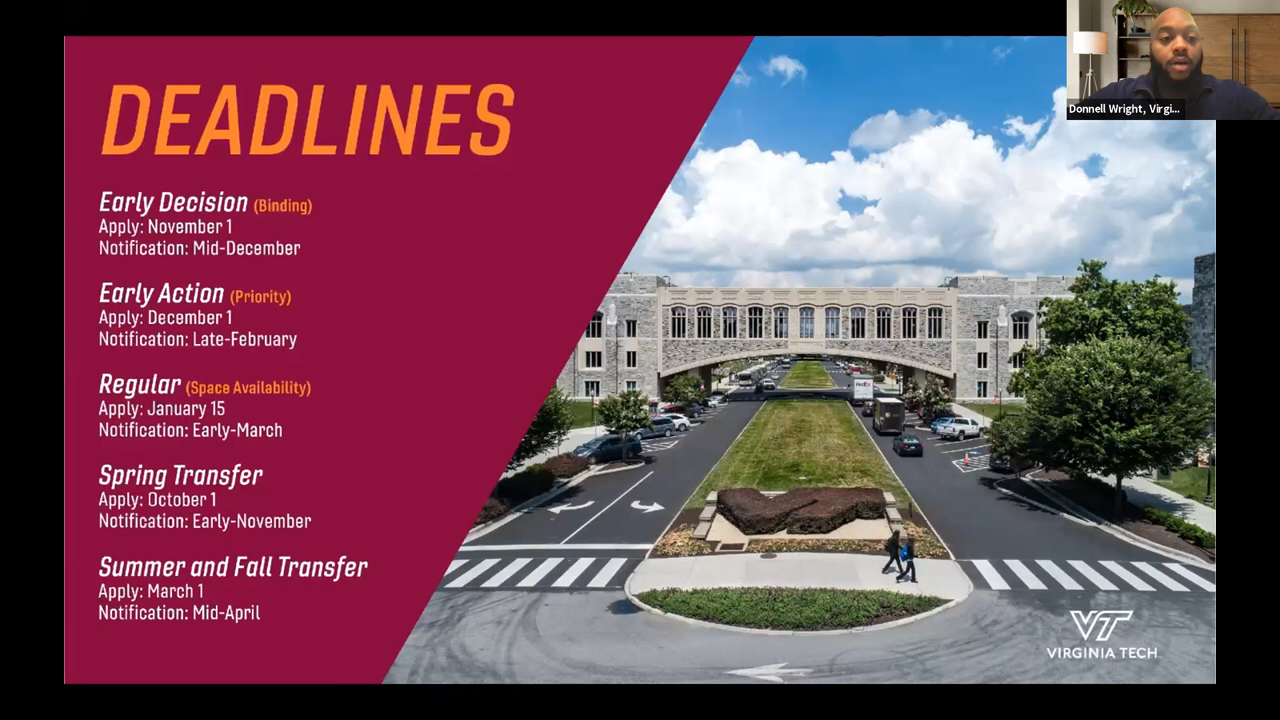 DEADLINES
Early Decision (Binding)
Apply: November 1
Notification: Mid-December
Early Action (Priority)
Apply: December 1
Notification: Late-February
Regular (Space Availability)
Apply: January 15
Notification: Early-March
Spring Transfer
Apply: October 1
Notification: Early-November
Summer and Fall Transfer
Apply: March 1
Notification: Mid-April
Donnell Wright, Virgi...
FedEx
VT
VIRGINIA TECH